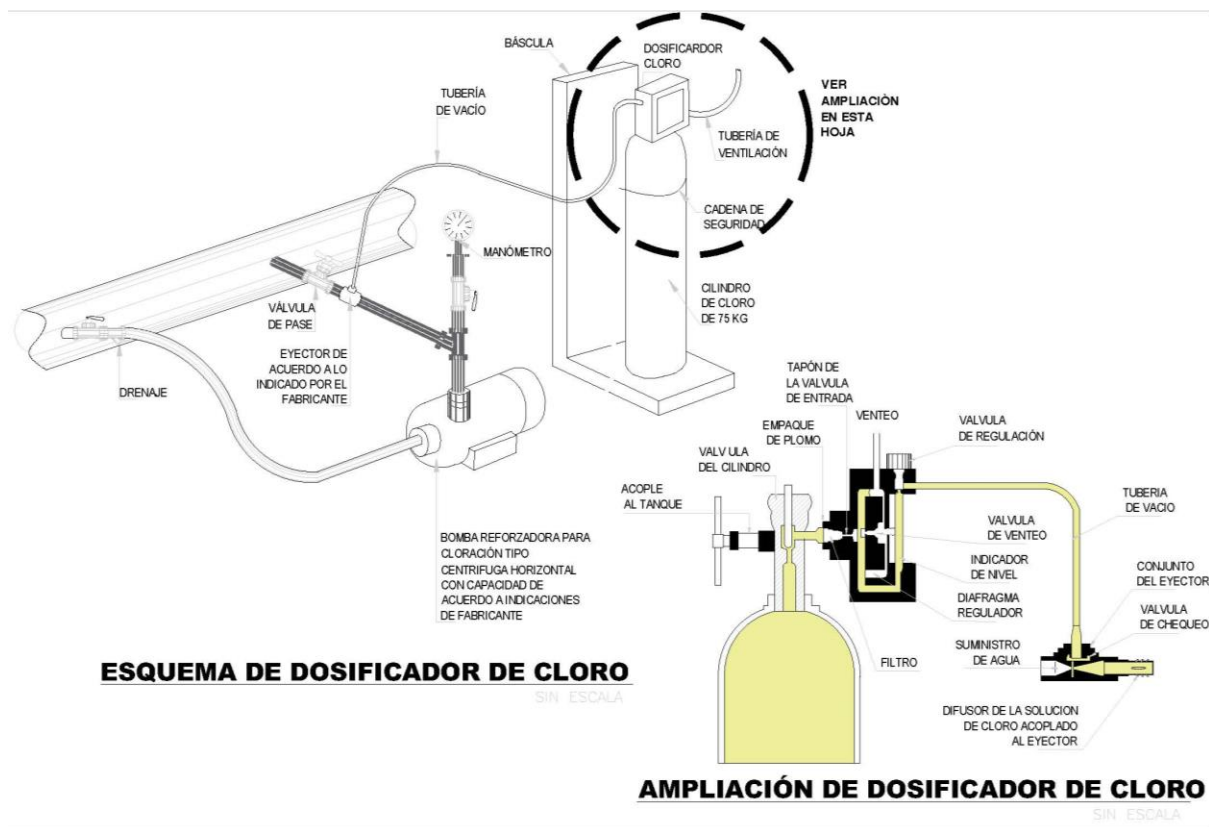 BÁSCULA
DOSIFICARDOR
CLORO
VER
AMPLIACIÒN
EN ESTA
HOJA
TUBERÍA
DE VACÍO
TUBERÍA DE
VENTILACIÓN
CADENA DE
SEGURIDAD
MANÓMETRO
CILINDRO
DE CLORO
DE 75 KG
VÀLVULA
DE PASE
EYECTOR DE
ACUERDO A LO
INDICADO POR EL
FABRICANTE
DRENAJE
BOMBA REFORZADORA PARA
CLORACIÓN TIPO
CENTRIFUGA HORIZONTAL
CON CAPACIDAD DE
ACUERDO A INDICACIONES
DE FABRICANTE
ESQUEMA DE DOSIFICADOR DE CLORO
SIN ESCALA
TAPÓN DE
LA VALVULA
DE ENTRADA
VENTEO
EMPAQUE
DE PLOMO
VALVULA
DE REGULACIÓN
VALVULA
DEL CILINDRO
ACOPLE
AL TANQUE
TUBERIA
DE VACIO
VALVULA
DE VENTEO
INDICADOR
DE NIVEL
CONJUNTO
DEL EYECTOR
DIAFRAGMA
REGULADOR
VALVULA
DE CHEQUEO
FILTRO
SUMINISTRO
DE AGUA
DIFUSOR DE LA SOLUCION
DE CLORO ACOPLADO
AL EYECTOR
AMPLIACIÓN DE DOSIFICADOR DE CLORO
SIN ESCALA